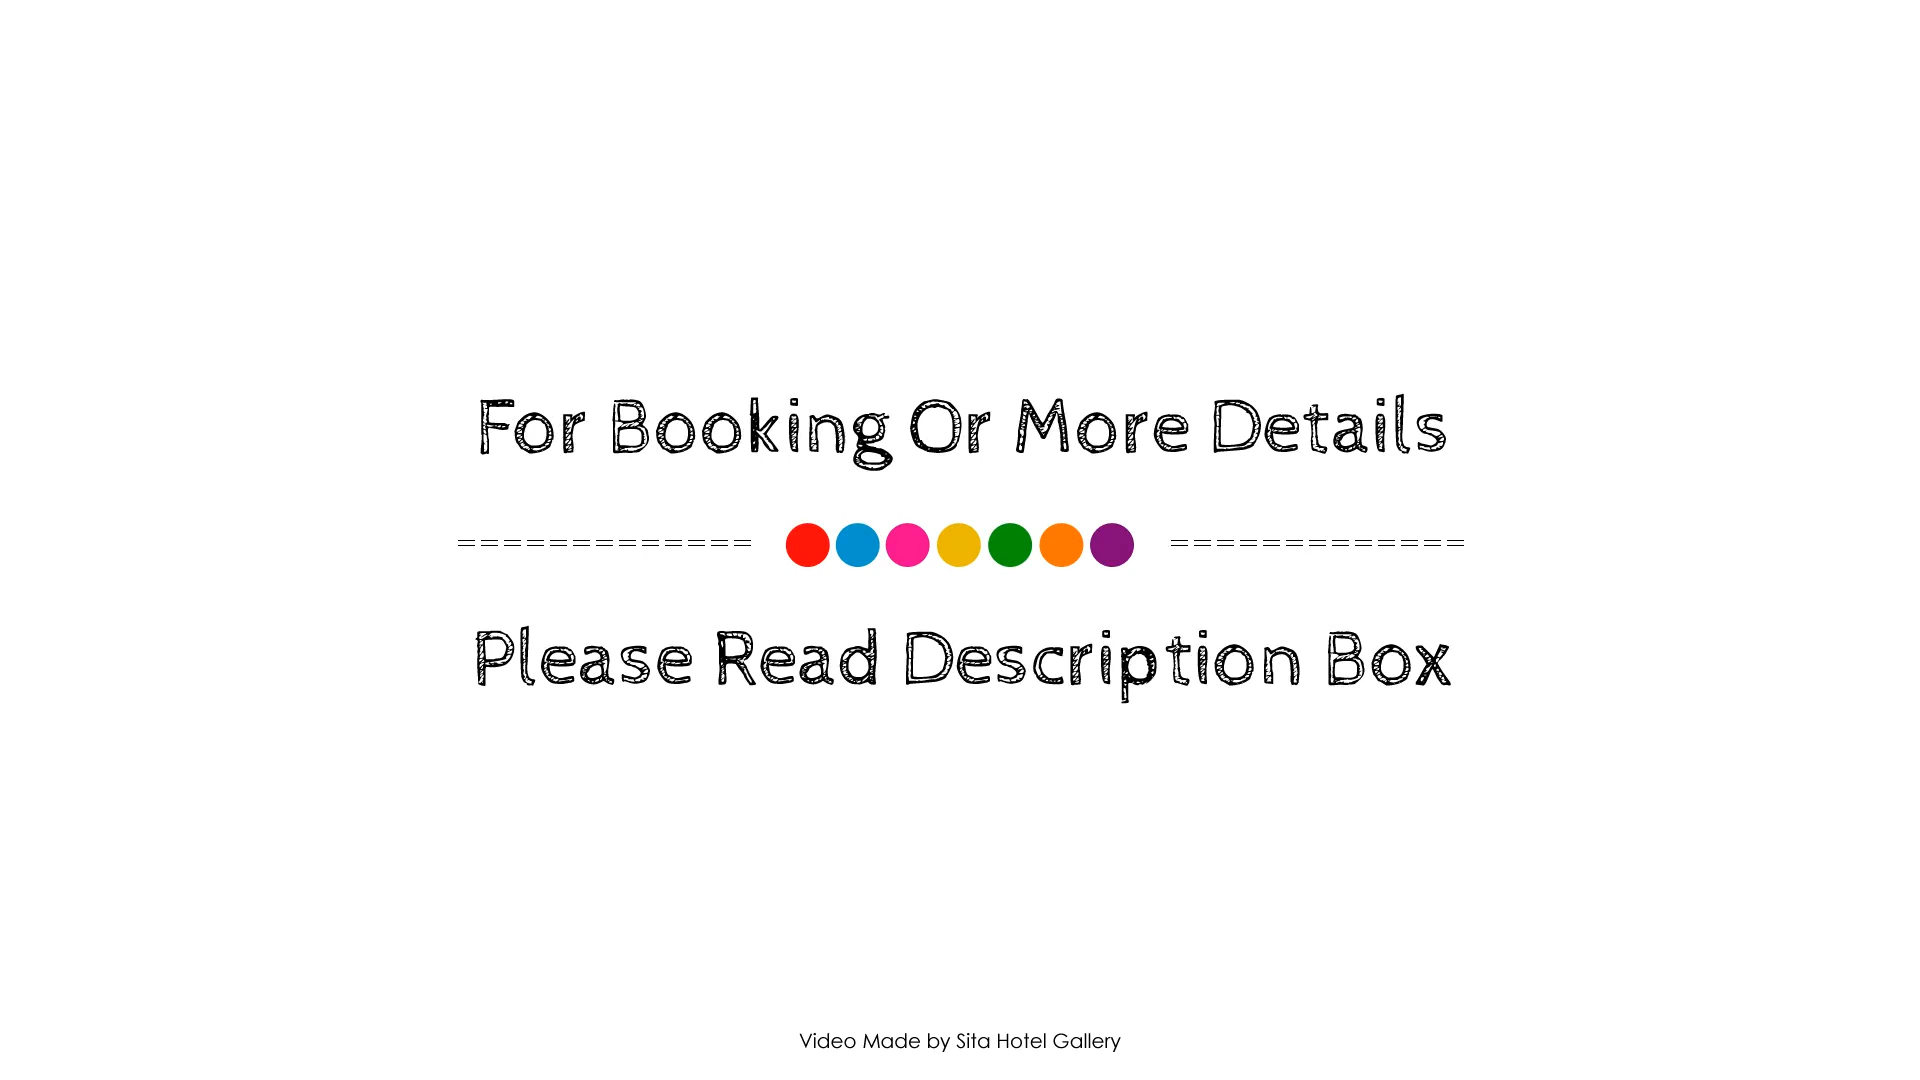 For Booking Or More Details
============= =============
Please Read Description Box
Video Made by Sita Hotel Gallery